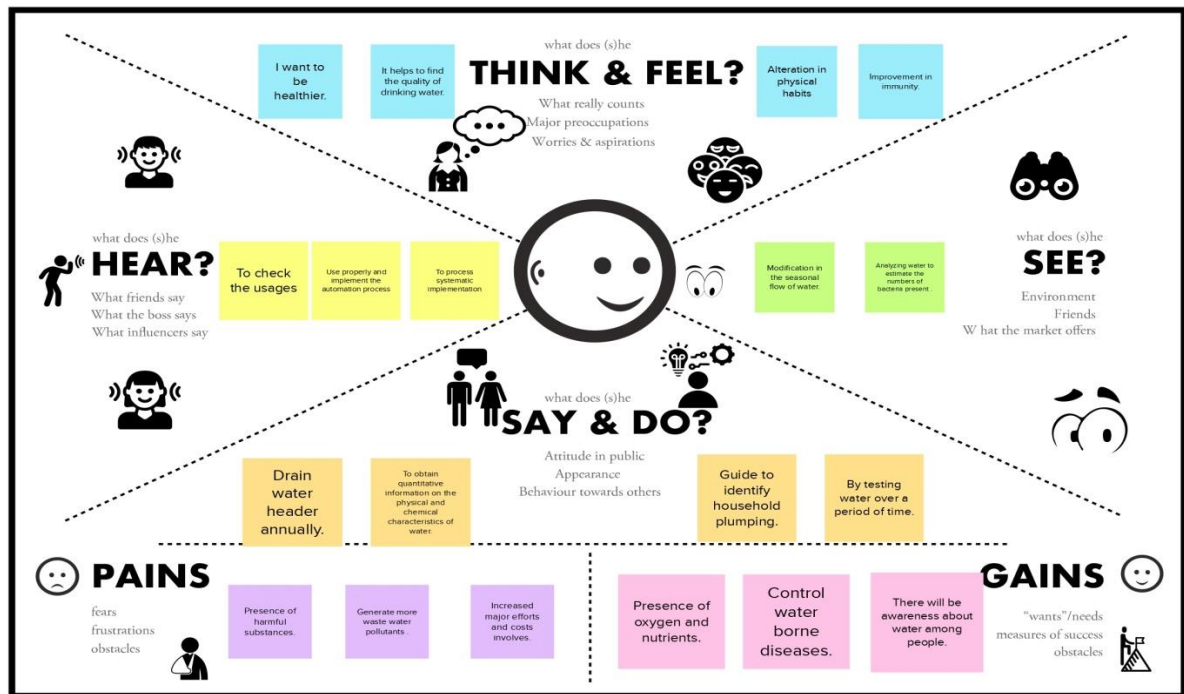 what does (s)he
THINK & FEEL?
What really counts
Major preoccupations
Worries & aspirations
I want to
be
healthier.
It helps to find
the quality of
drinking water.
Alteration in
physical
habits
Improvement in
immunity.
what does (s)he
HEAR?
What friends say
What the boss says
What influencers say
To check
the usages
Use properly and
implement the
automation process
To process
systematic
implementation
Modification in
the seasonal
flow of water.
Analyzing water to
estimate the
numbers of
bacteria present .
what does (s)he
SEE?
Environment
Friends
W hat the market offers
what does (s)he
SAY & DO?
Attitude in public
Appearance
Behaviour towards others
Drain
water
header
annually.
To obtain
quantitative
information on the
physical and
chemical
characteristics of
water.
Guide to
identify
household
plumping.
By testing
water over a
period of time.
PAINS
fears
frustrations
obstacles
Presence of
harmful
substances.
Generate more
waste water
pollutants .
Increased
major efforts
and costs
involves.
Presence of
oxygen and
nutrients.
Control
water
borne
diseases.
There will be
awareness about
water among
people.
GAINS
"wants"/needs
measures of success
obstacles